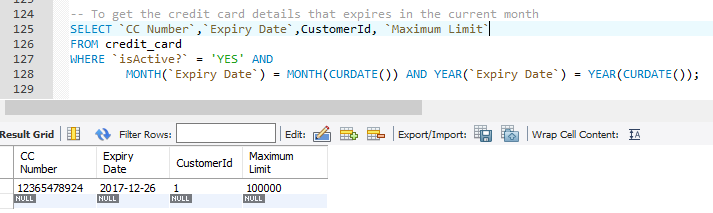 123
124 -- To get the credit card details that expires in the current month
125 SELECT `CC Number`,`Expiry Date`,CustomerId, `Maximum Limit`
126 FROM credit_card
127 WHERE `isActive?` = 'YES' AND
128 MONTH(`Expiry Date`) = MONTH(CURDATE()) AND YEAR(`Expiry Date`) = YEAR(CURDATE());
129
Result Grid Filter Rows: Edit: Export/Import: Wrap Cell Content: IA
CC Number Expiry Date CustomerId Maximum Limit
12365478924 2017-12-26 1 100000
NULL NULL NULL NULL